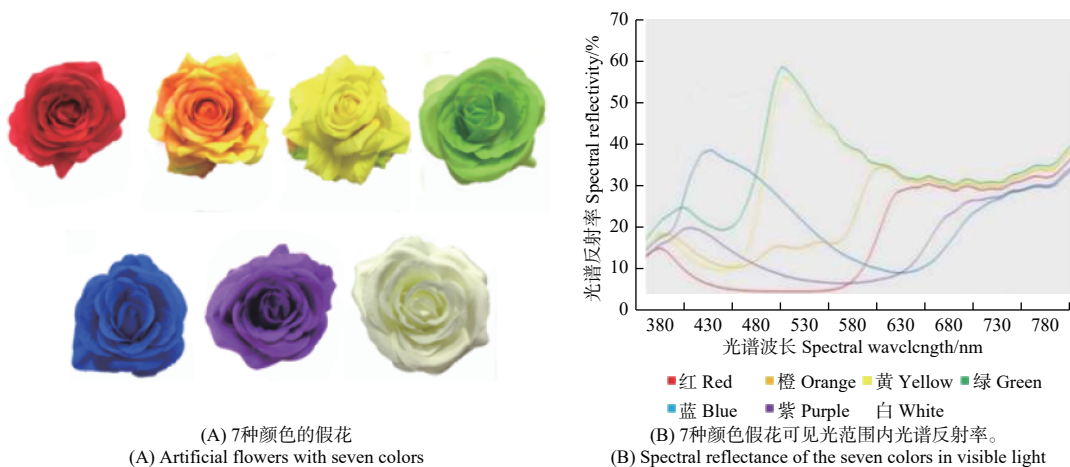 70
60
50
40
30
20
10
0
光谱反射率 Spectral reflectivity/%
380 430 480 530 580 630 680 730 780
光谱波长 Spectral wavclcngth/nm
红 Red 橙 Orange 黄 Yellow 绿 Green
蓝 Blue 紫 Purple 白 White
(A) 7种颜色的假花
(A) Artificial flowers with seven colors
(B) 7种颜色假花可见光范围内光谱反射率。
(B) Spectral reflectance of the seven colors in visible light